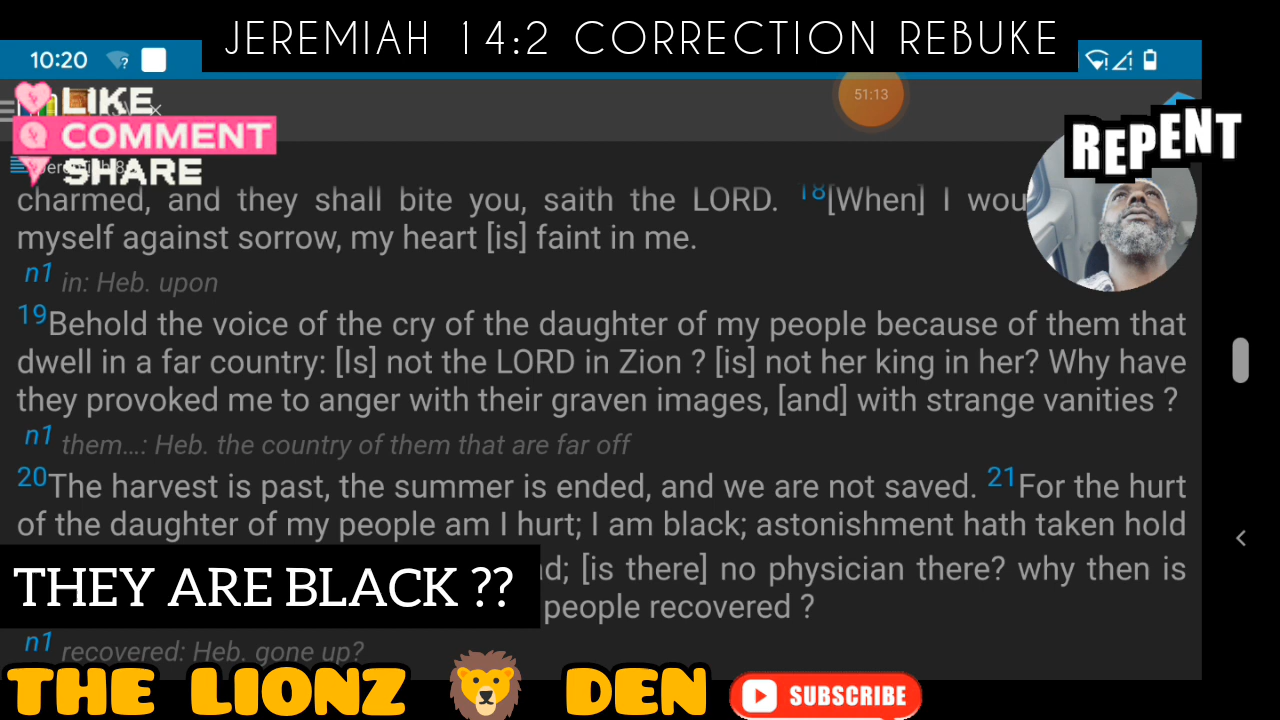 JEREMIAH 14:2 CORRECTION REBUKE
10:20
51:13
LIKE
COMMENT
SHARE
REPENT
charmed, and they shall bite you, saith the LORD. 18[When] I wou
myself against sorrow, my heart [is] faint in me.
n1 in: Heb. upon
19Behold the voice of the cry of the daughter of my people because of them that
dwell in a far country: [Is] not the LORD in Zion ? [is] not her king in her? Why have
they provoked me to anger with their graven images, [and] with strange vanities ?
n1 them...: Heb. the country of them that are far off
20The harvest is past, the summer is ended, and we are not saved. 21For the hurt
of the daughter of my people am I hurt; I am black; astonishment hath taken hold
[is there] no physician there? why then is
people recovered ?
THEY ARE BLACK ??
n1 recovered: Heb. gone up?
THE LIONZ DEN
SUBSCRIBE